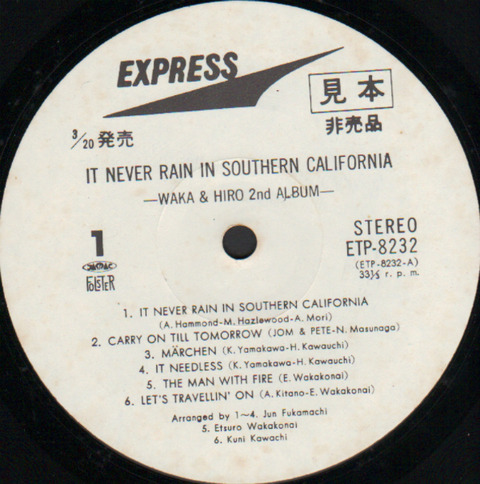 EXPRESS
見本
非売品
3/20発売
IT NEVER RAIN IN SOUTHERN CALIFORNIA
—WAKA & HIRO 2nd ALBUM—
1
STEREO
ETP-8232
(ETP-8232-A)
33⅓ r. p. m.
FOLSTER
1. IT NEVER RAIN IN SOUTHERN CALIFORNIA
(A. Hammond-M. Hazlewood-A. Mori)
2. CARRY ON TILL TOMORROW (JOM & PETE-N. Masunaga)
3. MÄRCHEN (K. Yamakawa-H. Kawauchi)
4. IT NEEDLESS (K. Yamakawa-H. Kawauchi)
5. THE MAN WITH FIRE (E. Wakakonai)
6. LET'S TRAVELLIN' ON (A. Kitano-E. Wakakonai)
Arranged by 1〜4. Jun Fukamachi
5. Etsuro Wakakonai
6. Kuni Kawachi